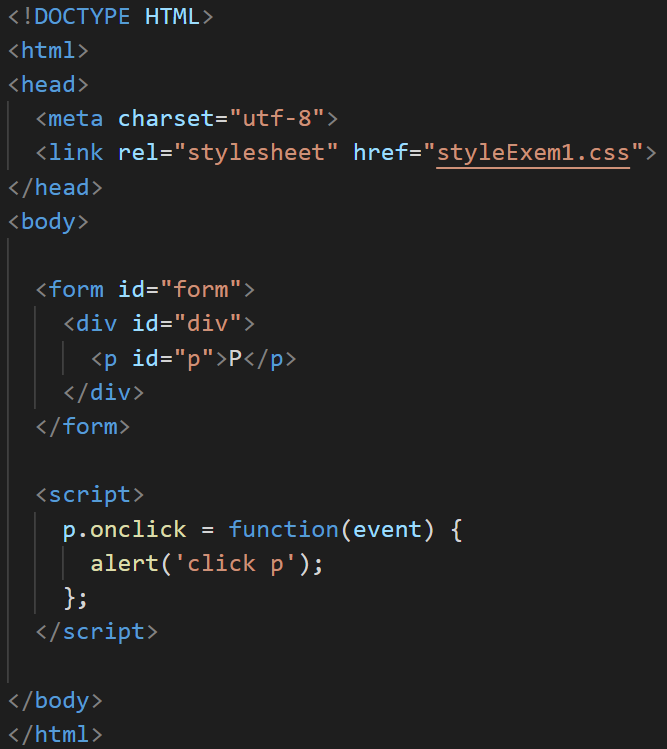 <!DOCTYPE HTML>
<html>
<head>
  <meta charset="utf-8">
  <link rel="stylesheet" href="styleExem1.css">
</head>
<body>

  <form id="form">
    <div id="div">
      <p id="p">P</p>
    </div>
  </form>

  <script>
    p.onclick = function(event) {
      alert('click p');
    };
  </script>

</body>
</html>